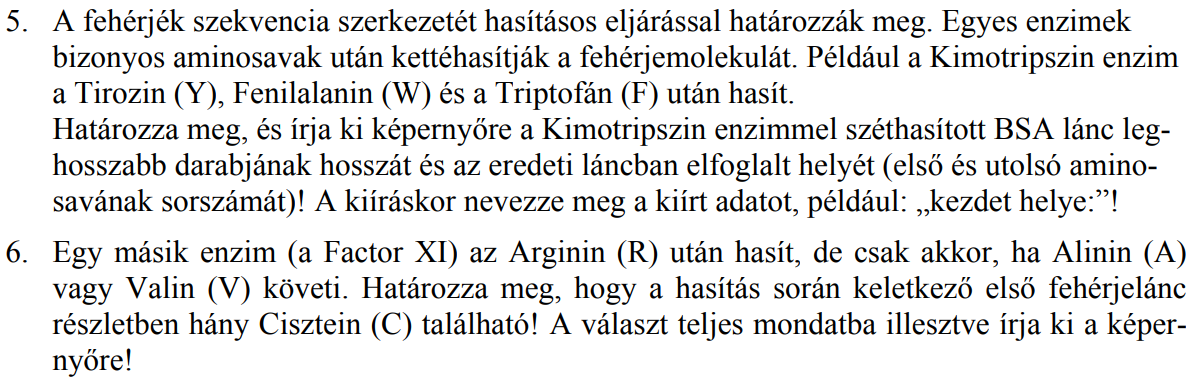 5. A fehérjék szekvencia szerkezetét hasításos eljárással határozzák meg. Egyes enzimek
bizonyos aminosavak után kettéhasítják a fehérjemolekulát. Például a Kimotripszin enzim
a Tirozin (Y), Fenilalanin (W) és a Triptofán (F) után hasít.
Határozza meg, és írja ki képernyőre a Kimotripszin enzimmel széthasított BSA lánc leg-
hosszabb darabjának hosszát és az eredeti láncban elfoglalt helyét (első és utolsó amino-
savának sorszámát)! A kiíráskor nevezze meg a kiírt adatot, például: „kezdet helye:”!
6. Egy másik enzim (a Factor XI) az Arginin (R) után hasít, de csak akkor, ha Alinin (A)
vagy Valin (V) követi. Határozza meg, hogy a hasítás során keletkező első fehérjelánc
részletben hány Cisztein (C) található! A választ teljes mondatba illesztve írja ki a képer-
nyőre!